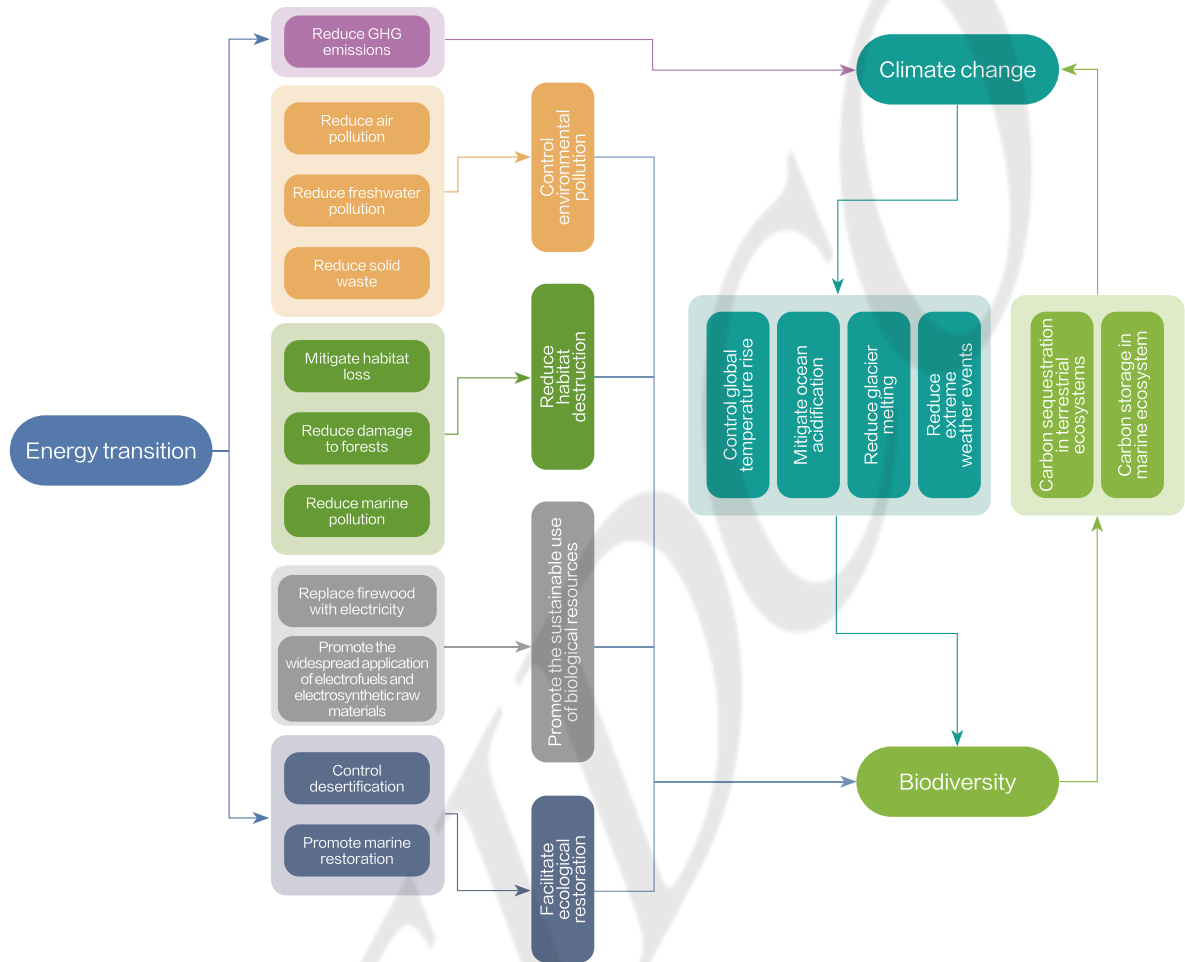 Reduce GHG
emissions
Climate change
Reduce air
pollution
Reduce freshwater
pollution
Reduce solid
waste
Control
environmental
pollution
Mitigate habitat
loss
Reduce damage
to forests
Reduce marine
pollution
Reduce
habitat
destruction
Energy transition
Control global
temperature rise
Mitigate ocean
acidification
Reduce glacier
melting
Reduce
extreme
weather events
Carbon sequestration
in terrestrial
ecosystems
Carbon storage in
marine ecosystem
Replace firewood
with electricity
Promote the
widespread application
of electrofuels and
electrosynthetic raw
materials
Promote the sustainable use
of biological resources
Control
desertification
Promote marine
restoration
Facilitate
ecological
restoration
Biodiversity